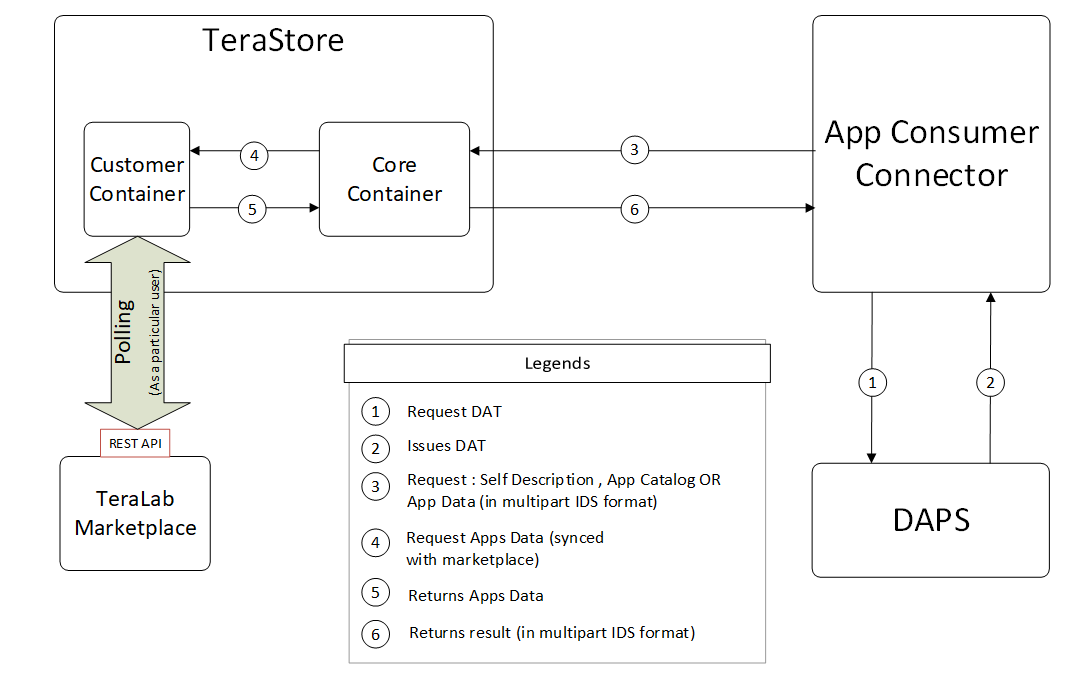 TeraStore
App Consumer
Connector
Customer
Container
4
5
Core
Container
3
6
Polling
(As a particular user)
REST API
TeraLab
Marketplace
1
2
DAPS
Legends
1 Request DAT
2 Issues DAT
3 Request : Self Description , App Catalog OR
App Data (in multipart IDS format)
4 Request Apps Data (synced
with marketplace)
5 Returns Apps Data
6 Returns result (in multipart IDS format)